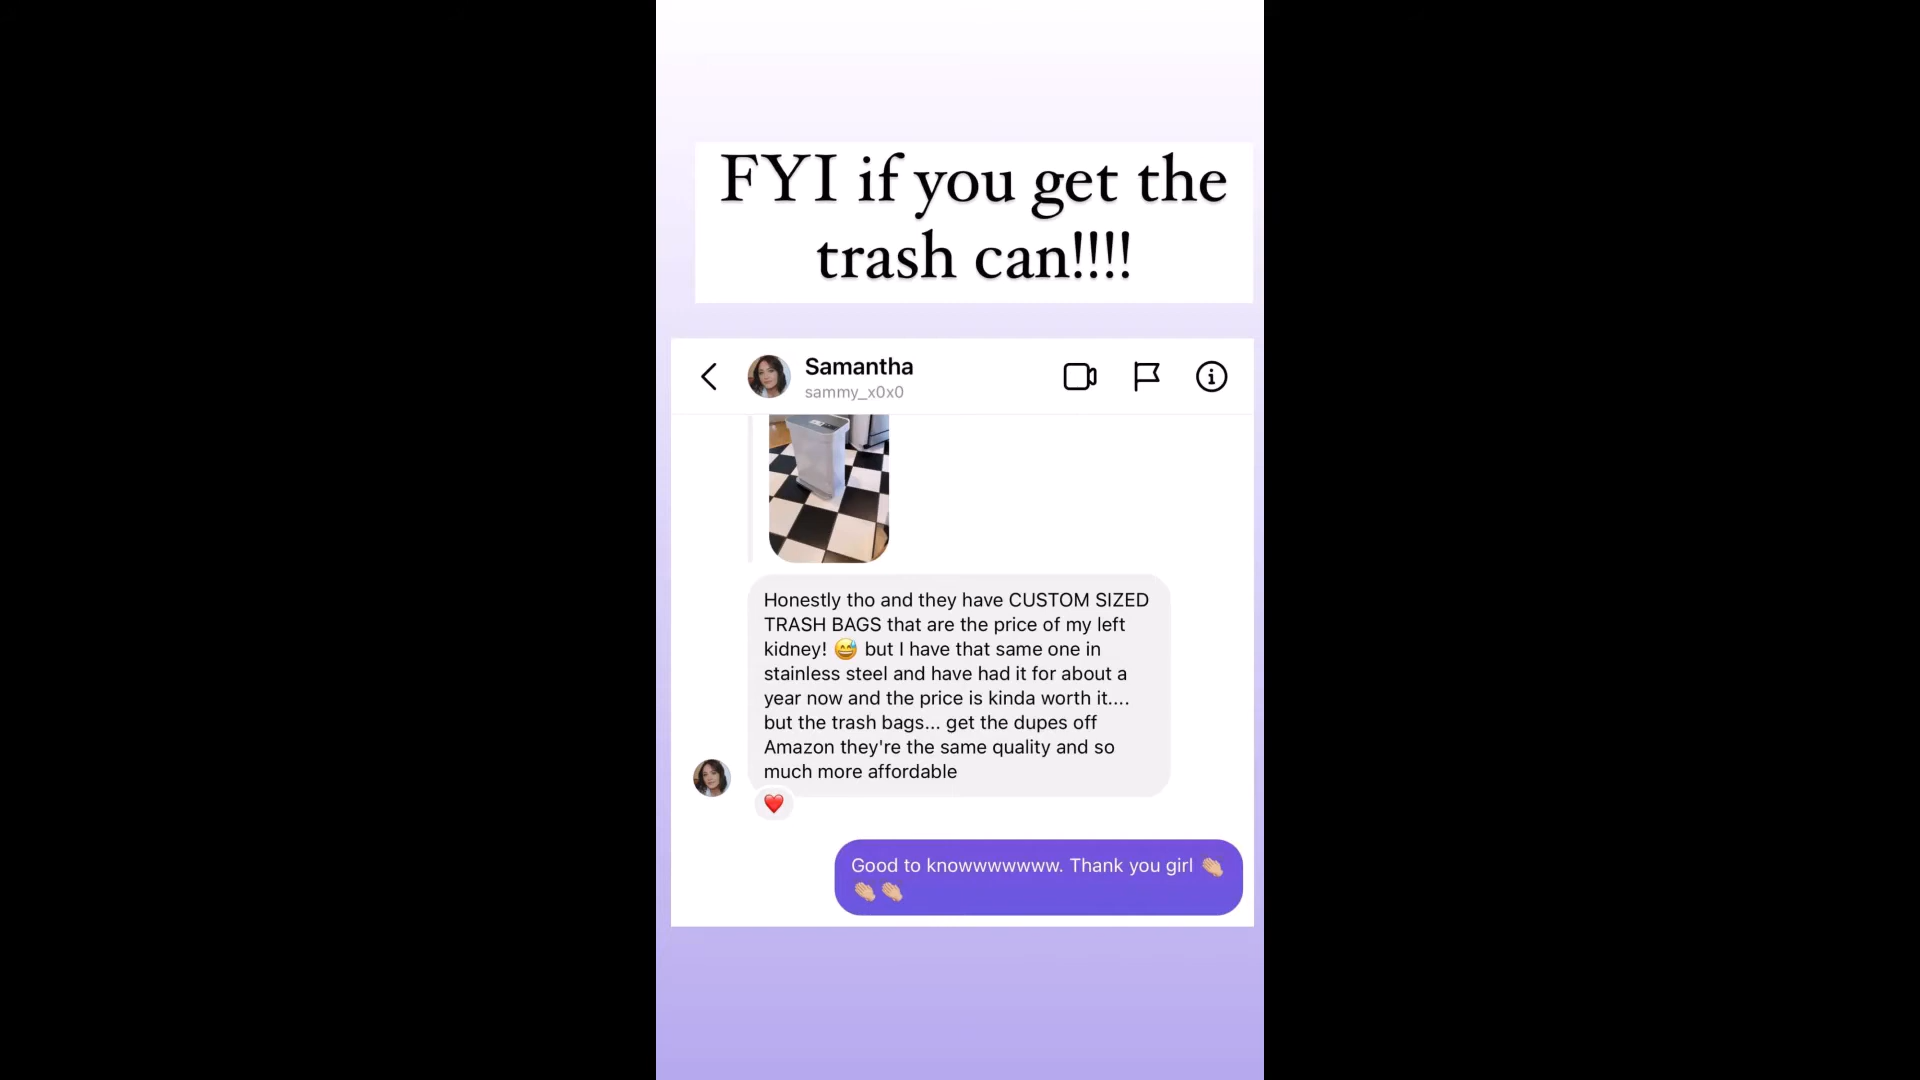 FYI if you get the
trash can!!!!
Samantha
sammy_x0x0
Honestly tho and they have CUSTOM SIZED
TRASH BAGS that are the price of my left
kidney! 😅 but I have that same one in
stainless steel and have had it for about a
year now and the price is kinda worth it....
but the trash bags... get the dupes off
Amazon they're the same quality and so
much more affordable
❤️
Good to knowwwwwww. Thank you girl 👏🏼
👏🏼 👏🏼